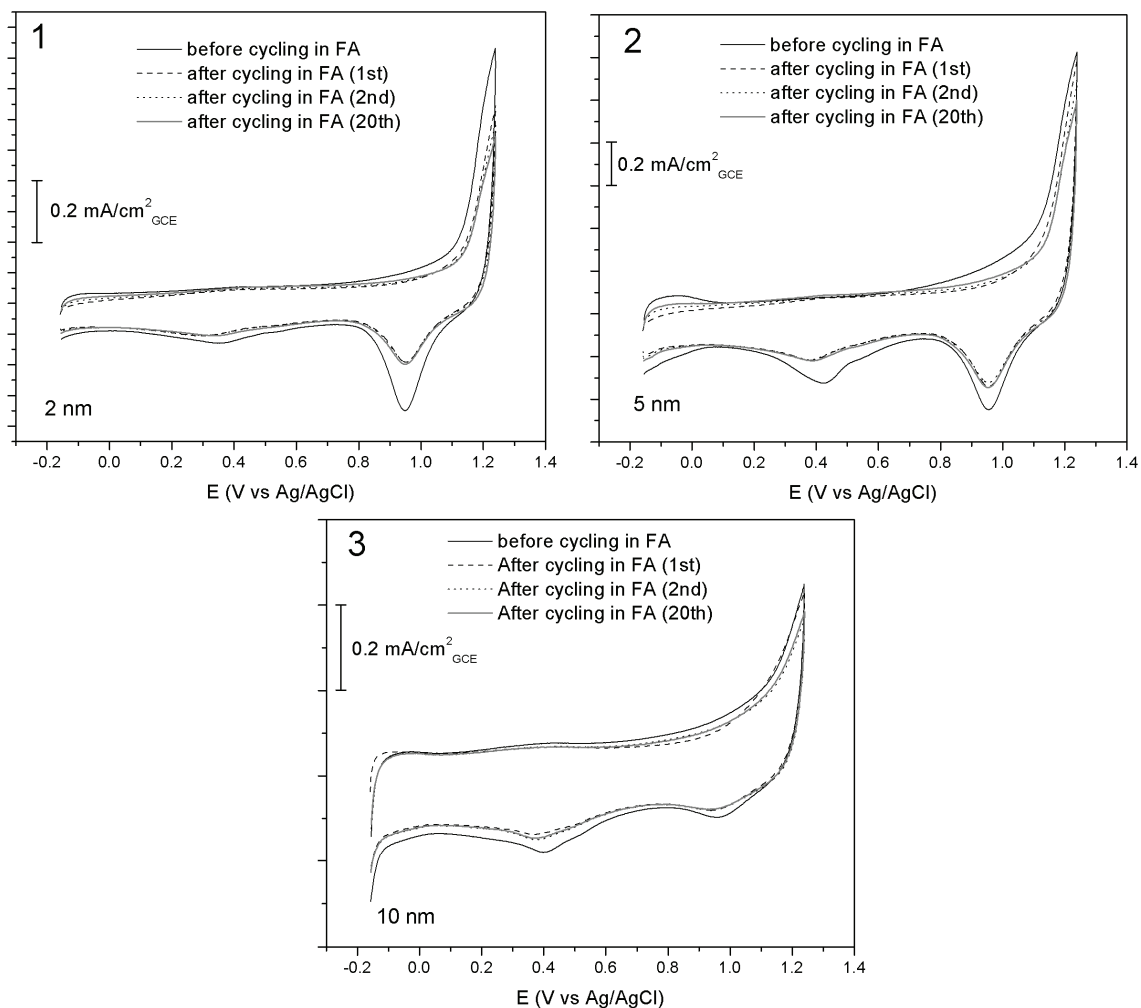 1
before cycling in FA
after cycling in FA (1st)
after cycling in FA (2nd)
after cycling in FA (20th)
0.2 mA/cm2GCE
2 nm
-0.2 0.0 0.2 0.4 0.6 0.8 1.0 1.2 1.4
E (V vs Ag/AgCl)
2
before cycling in FA
after cycling in FA (1st)
after cycling in FA (2nd)
after cycling in FA (20th)
0.2 mA/cm2GCE
5 nm
-0.2 0.0 0.2 0.4 0.6 0.8 1.0 1.2 1.4
E (V vs Ag/AgCl)
3
before cycling in FA
After cycling in FA (1st)
After cycling in FA (2nd)
After cycling in FA (20th)
0.2 mA/cm2GCE
10 nm
-0.2 0.0 0.2 0.4 0.6 0.8 1.0 1.2 1.4
E (V vs Ag/AgCl)